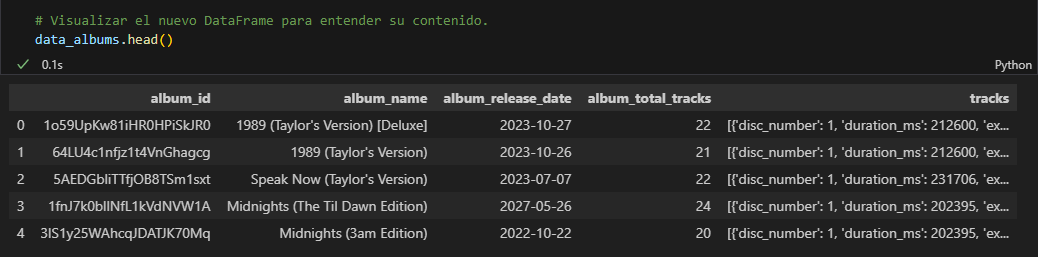 # Visualizar el nuevo DataFrame para entender su contenido.
data_albums.head()
0.1s Python
album_id album_name album_release_date album_total_tracks tracks
0 1o59UpKw81iHR0HPiSkJR0 1989 (Taylor's Version) [Deluxe] 2023-10-27 22 [{'disc_number': 1, 'duration_ms': 212600, 'ex...
1 64LU4c1nfjz1t4VnGhagcg 1989 (Taylor's Version) 2023-10-26 21 [{'disc_number': 1, 'duration_ms': 212600, 'ex...
2 5AEDGbliTTfjOB8TSm1sxt Speak Now (Taylor's Version) 2023-07-07 22 [{'disc_number': 1, 'duration_ms': 231706, 'ex...
3 1fnJ7k0bllNfL1kVdNVW1A Midnights (The Til Dawn Edition) 2027-05-26 24 [{'disc_number': 1, 'duration_ms': 202395, 'ex...
4 3lS1y25WAhcqJDATJK70Mq Midnights (3am Edition) 2022-10-22 20 [{'disc_number': 1, 'duration_ms': 202395, 'ex...